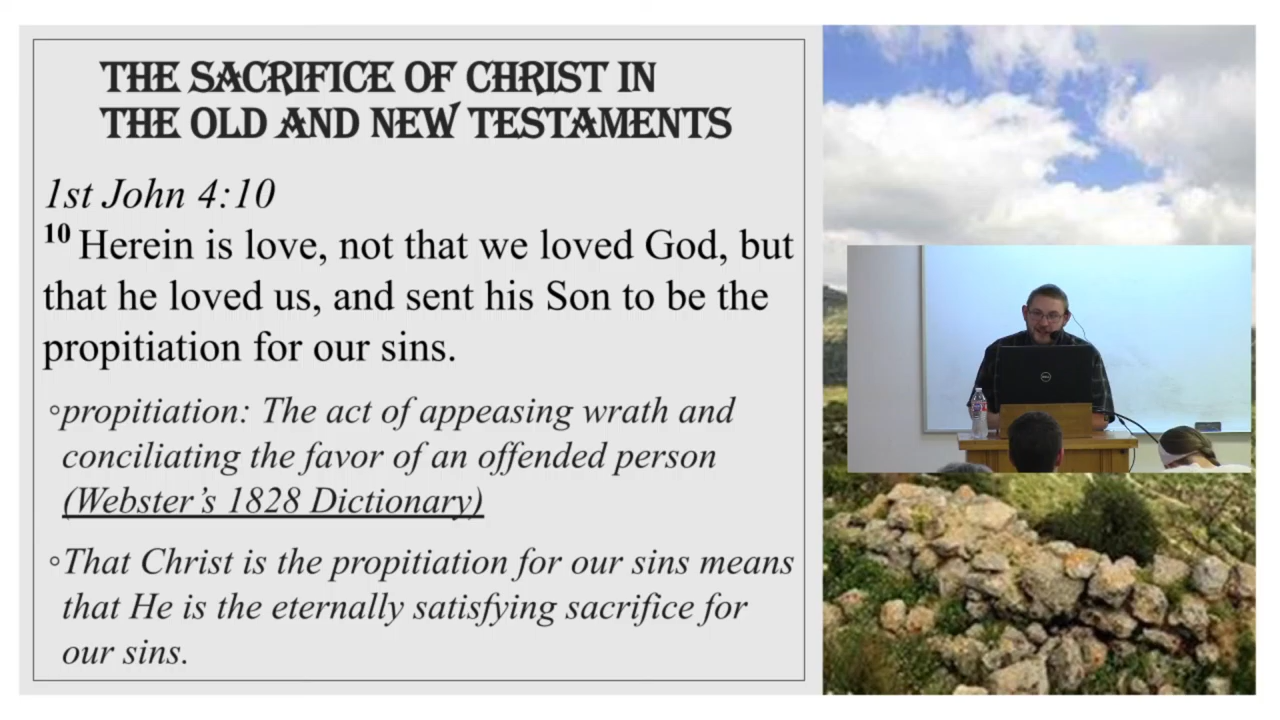 THE SACRIFICE OF CHRIST IN
THE OLD AND NEW TESTAMENTS
1st John 4:10
10 Herein is love, not that we loved God, but
that he loved us, and sent his Son to be the
propitiation for our sins.
◦propitiation: The act of appeasing wrath and
conciliating the favor of an offended person
(Webster’s 1828 Dictionary)
◦That Christ is the propitiation for our sins means
that He is the eternally satisfying sacrifice for
our sins.
DELL